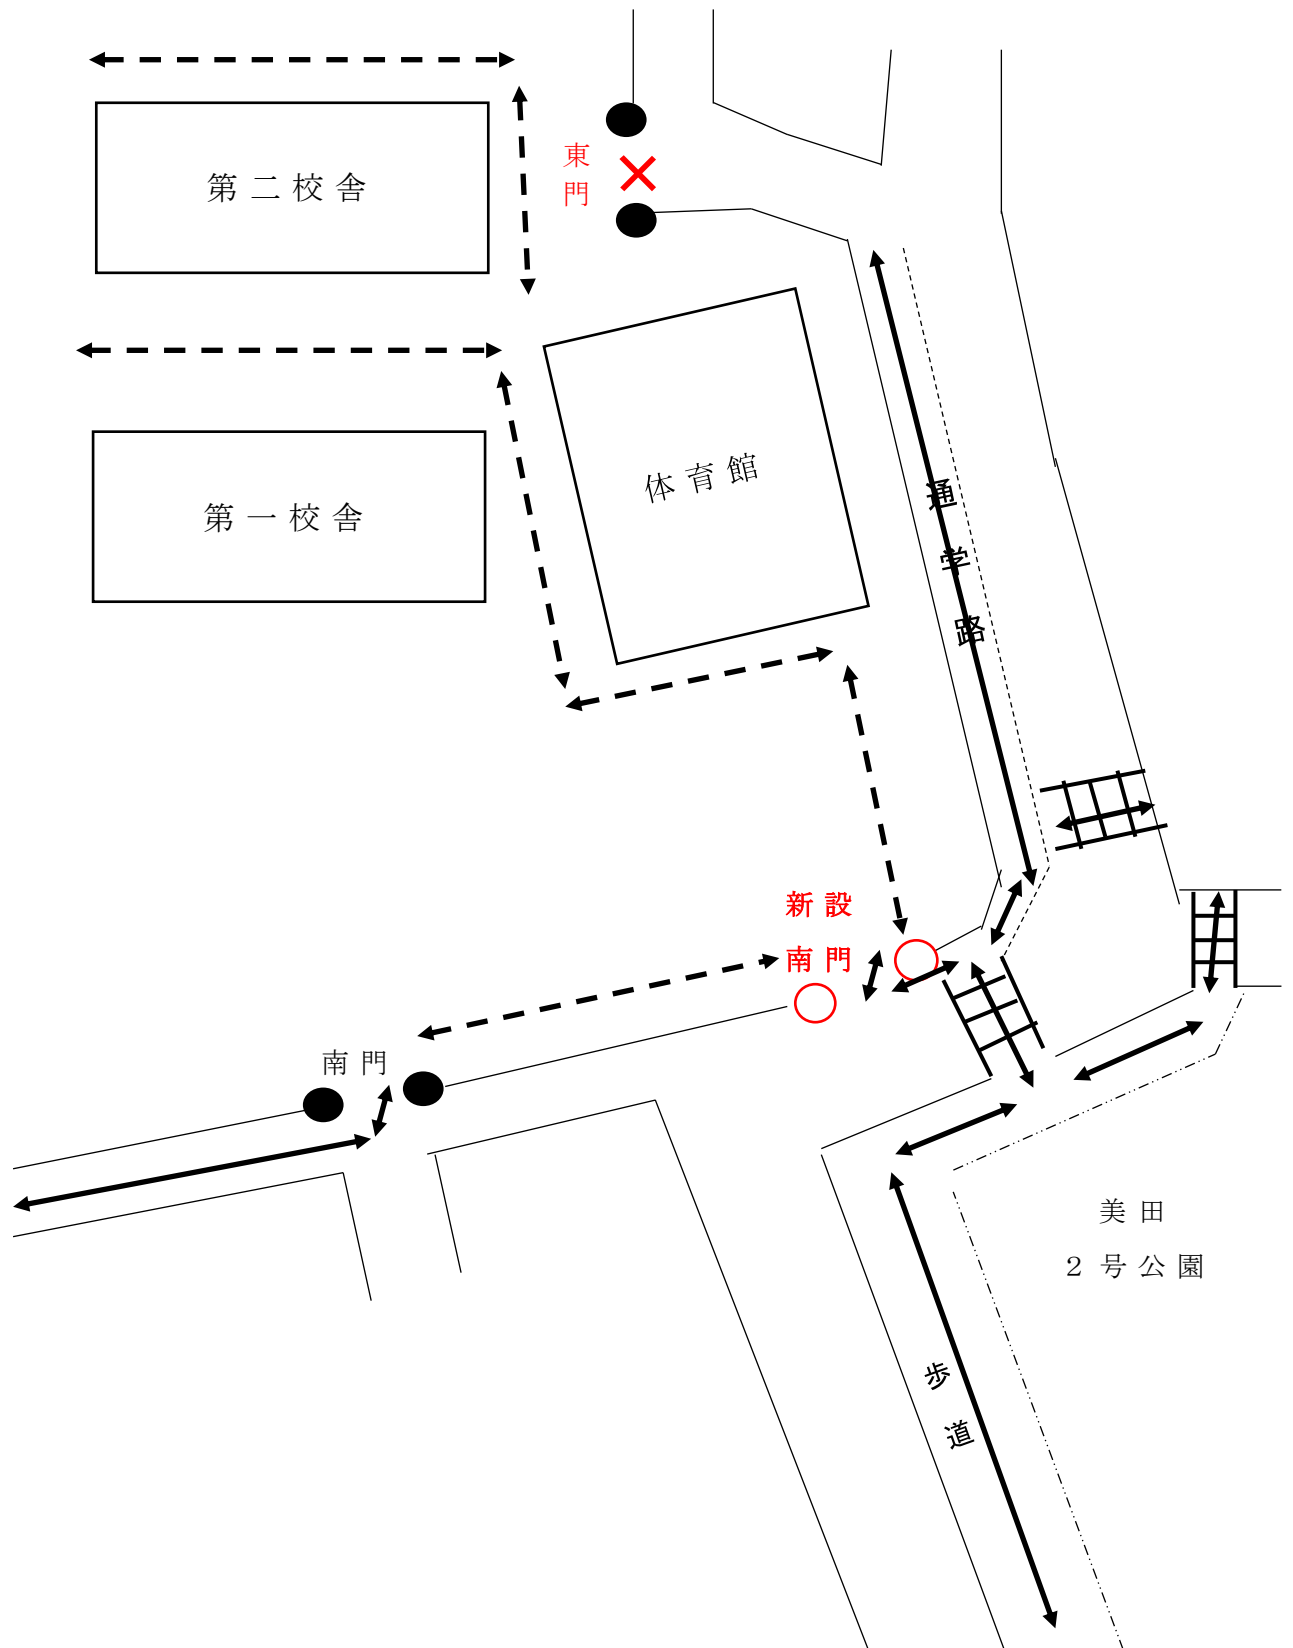 東
門
第二校舎
体育館
通
学
路
第一校舎
新設
南門
南門
美田
２号公園
歩
道